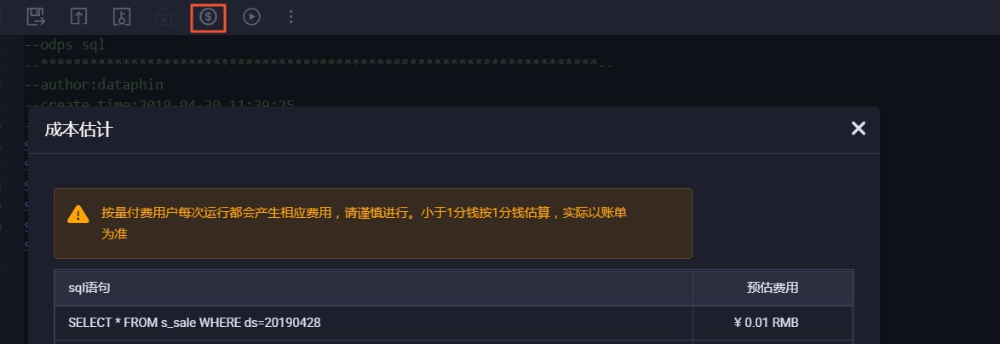 --odps sql
--********************************************************************--
--author:dataphin
--create time:2019-04-30 11:39:25
成本估计
按量付费用户每次运行都会产生相应费用，请谨慎进行。小于1分钱按1分钱估算，实际以账单
为准
sql语句 预估费用
SELECT * FROM s_sale WHERE ds=20190428 ¥ 0.01 RMB